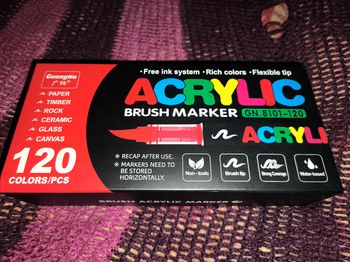 GuangNa
• Free ink system • Rich colors • Flexible tip
PAPER
TIMBER
ROCK
CERAMIC
GLASS
CANVAS
ACRYLIC
BRUSH MARKER GN.8101-120
ACRYLI
120
COLORS/PCS
• RECAP AFTER USE.
• MARKERS NEED TO
BE STORED
HORIZONTALLY.
Non-toxic
Brush tip
Strong Coverage
Water-based
BRUSH ACRYLIC MARKER